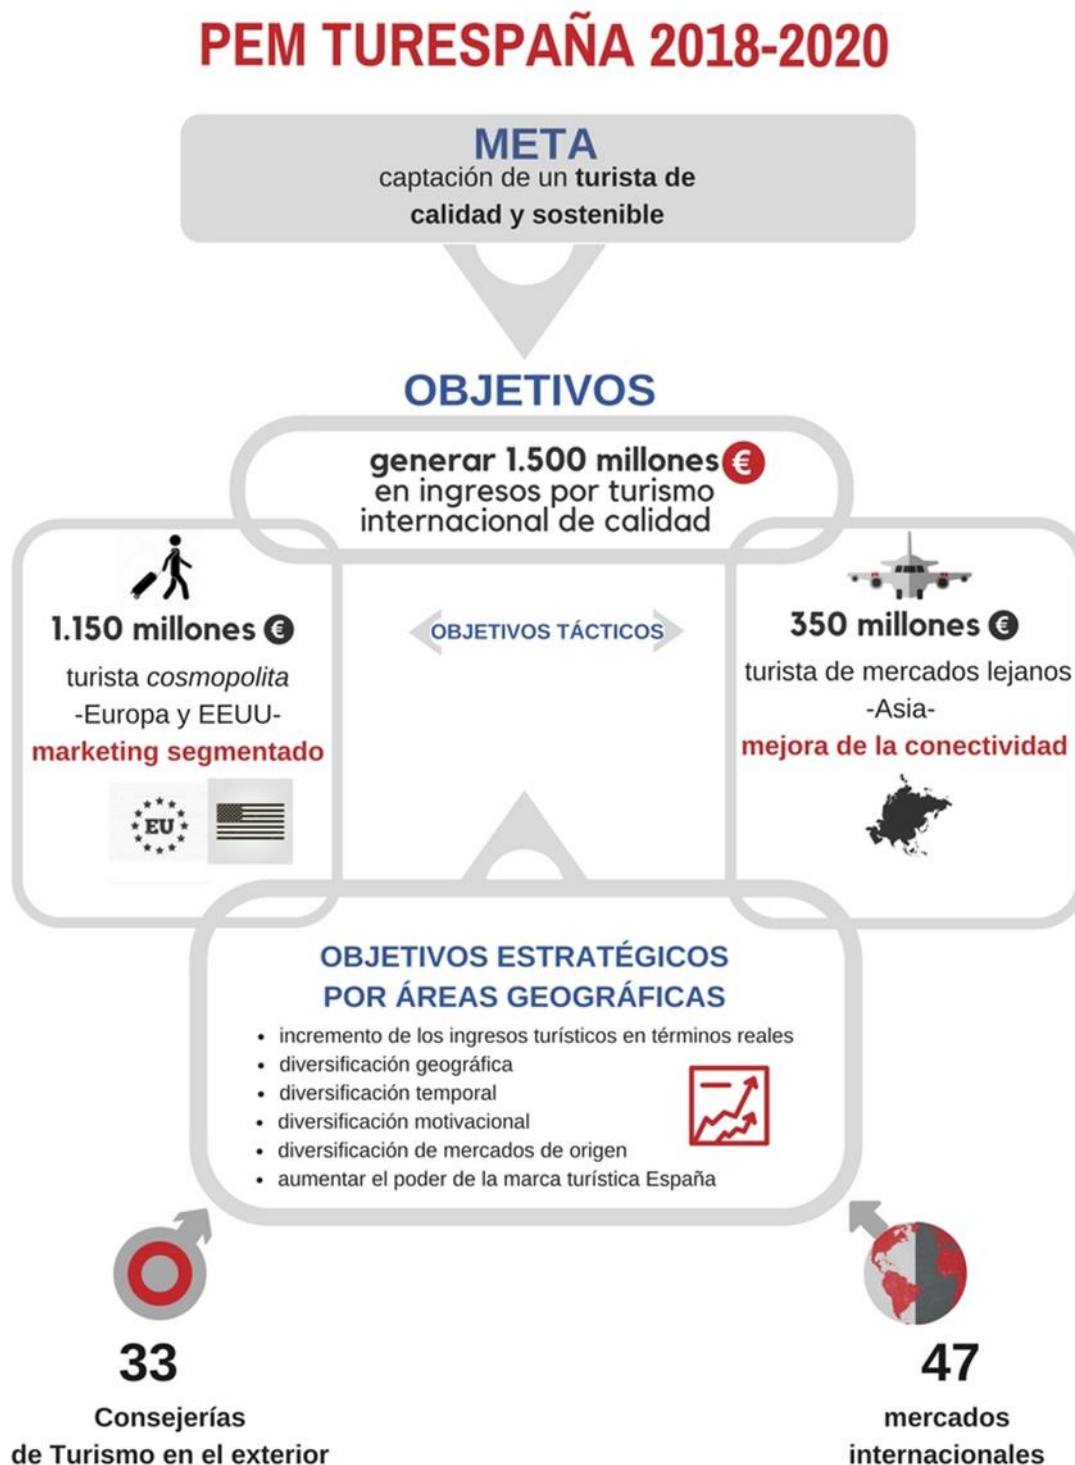 PEM TURESPAÑA 2018-2020
META
captación de un turista de
calidad y sostenible
OBJETIVOS
generar 1.500 millones €
en ingresos por turismo
internacional de calidad
1.150 millones €
turista cosmopolita
-Europa y EEUU-
marketing segmentado
EU
OBJETIVOS TÁCTICOS
350 millones €
turista de mercados lejanos
-Asia-
mejora de la conectividad
OBJETIVOS ESTRATÉGICOS
POR ÁREAS GEOGRÁFICAS
• incremento de los ingresos turísticos en términos reales
• diversificación geográfica
• diversificación temporal
• diversificación motivacional
• diversificación de mercados de origen
• aumentar el poder de la marca turística España
33
Consejerías
de Turismo en el exterior
47
mercados
internacionales